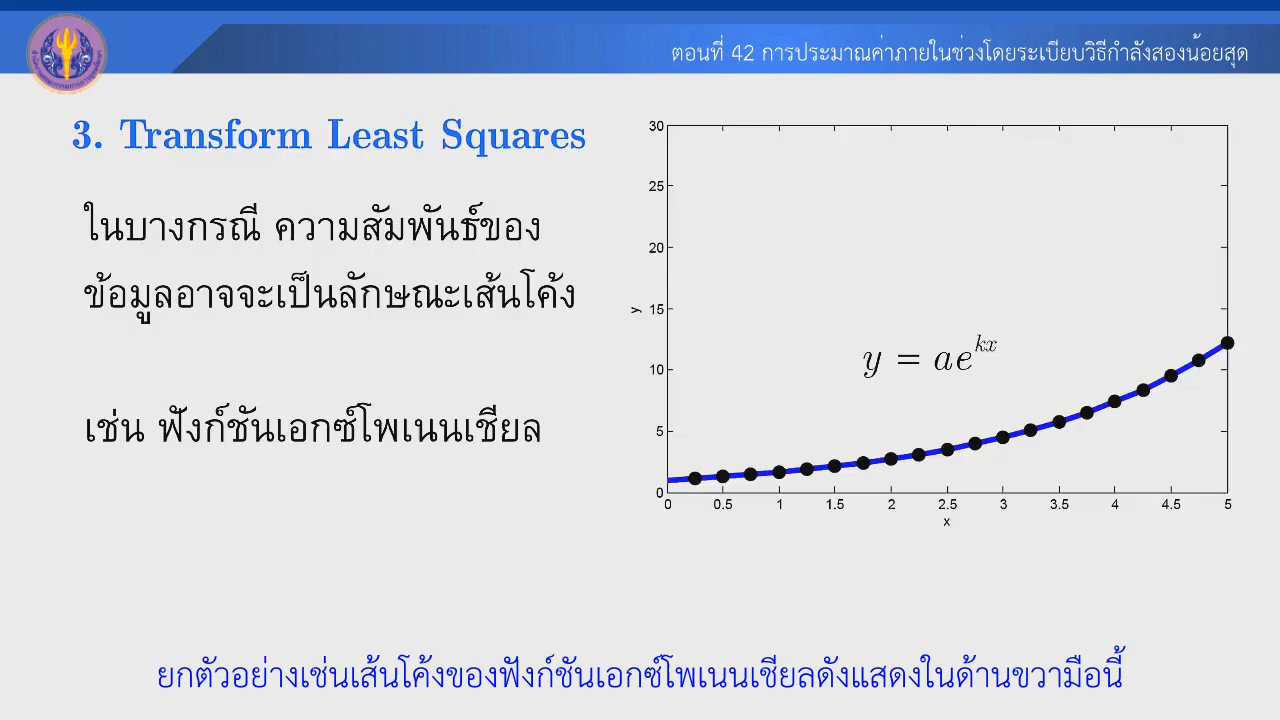 ตอนที่ 42 การประมาณค่าภายในช่วงโดยระเบียบวิธีกำลังสองน้อยสุด
3. Transform Least Squares
ในบางกรณี ความสัมพันธ์ของ
ข้อมูลอาจจะเป็นลักษณะเส้นโค้ง
เช่น ฟังก์ชันเอกซ์โพเนนเชียล
30
25
20
15
10
5
0
y
y = ae^{kx}
0 0.5 1 1.5 2 2.5 3 3.5 4 4.5 5
x
ยกตัวอย่างเช่นเส้นโค้งของฟังก์ชันเอกซ์โพเนนเชียลดังแสดงในด้านขวามือนี้